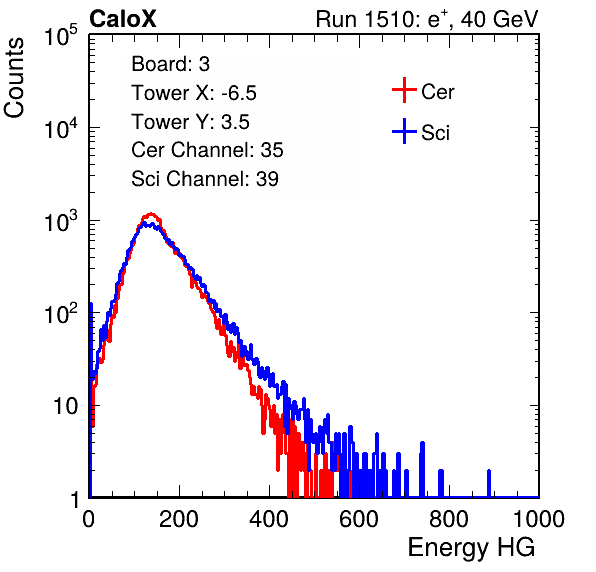 CaloX Run 1510: e⁺, 40 GeV
Counts
10⁵
10⁴
10³
10²
10
1
Board: 3
Tower X: -6.5
Tower Y: 3.5
Cer Channel: 35
Sci Channel: 39
Cer
Sci
0 200 400 600 800 1000
Energy HG